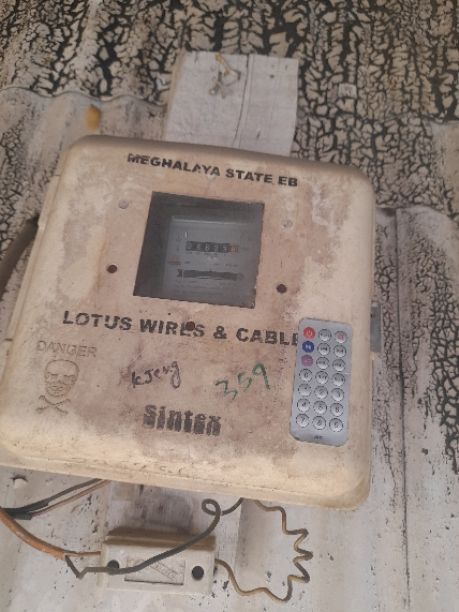 MEGHALAYA STATE EB
LOTUS WIRES & CABLE
DANGER
kJeng
359
Sintex